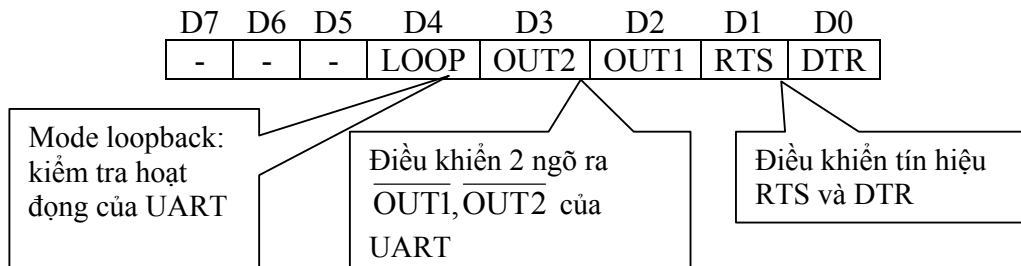 D7 D6 D5 D4 D3 D2 D1 D0
- - - LOOP OUT2 OUT1 RTS DTR
Mode loopback:
kiểm tra hoạt
đọng của UART
Điều khiển 2 ngõ ra
OUT1, OUT2 của
UART
Điều khiển tín hiệu
RTS và DTR